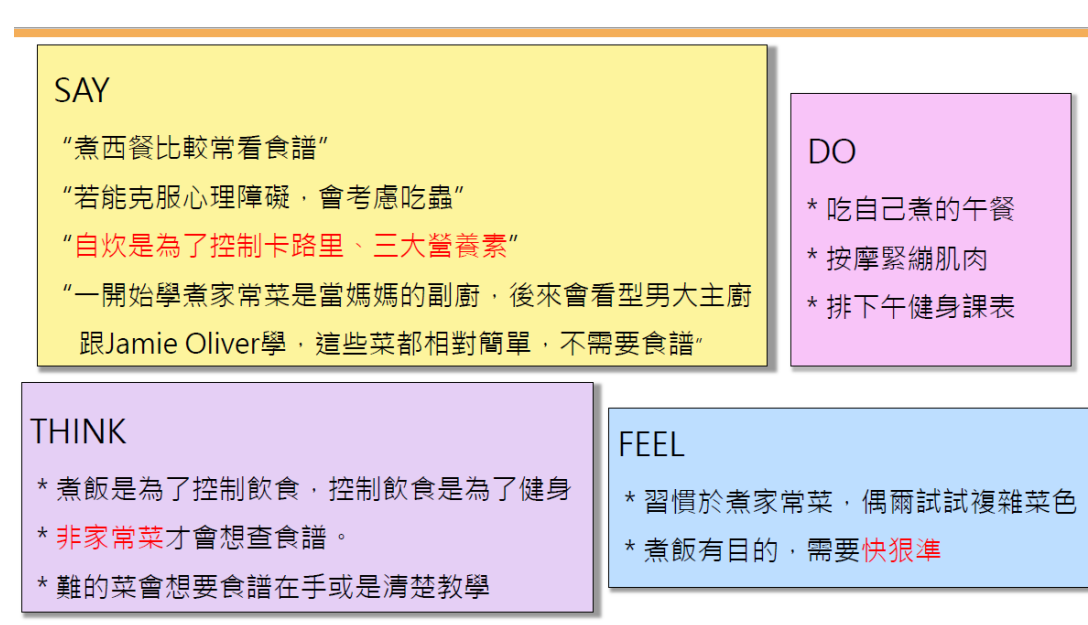 SAY
“煮西餐比較常看食譜”
“若能克服心理障礙，會考慮吃蟲”
“自炊是為了控制卡路里、三大營養素”
“一開始學煮家常菜是當媽媽的副廚，後來會看型男大主廚
跟Jamie Oliver學，這些菜都相對簡單，不需要食譜”
DO
* 吃自己煮的午餐
* 按摩緊繃肌肉
* 排下午健身課表
THINK
* 煮飯是為了控制飲食，控制飲食是為了健身
* 非家常菜才會想查食譜。
* 難的菜會想要食譜在手或是清楚教學
FEEL
* 習慣於煮家常菜，偶爾試試複雜菜色
* 煮飯有目的，需要快狠準